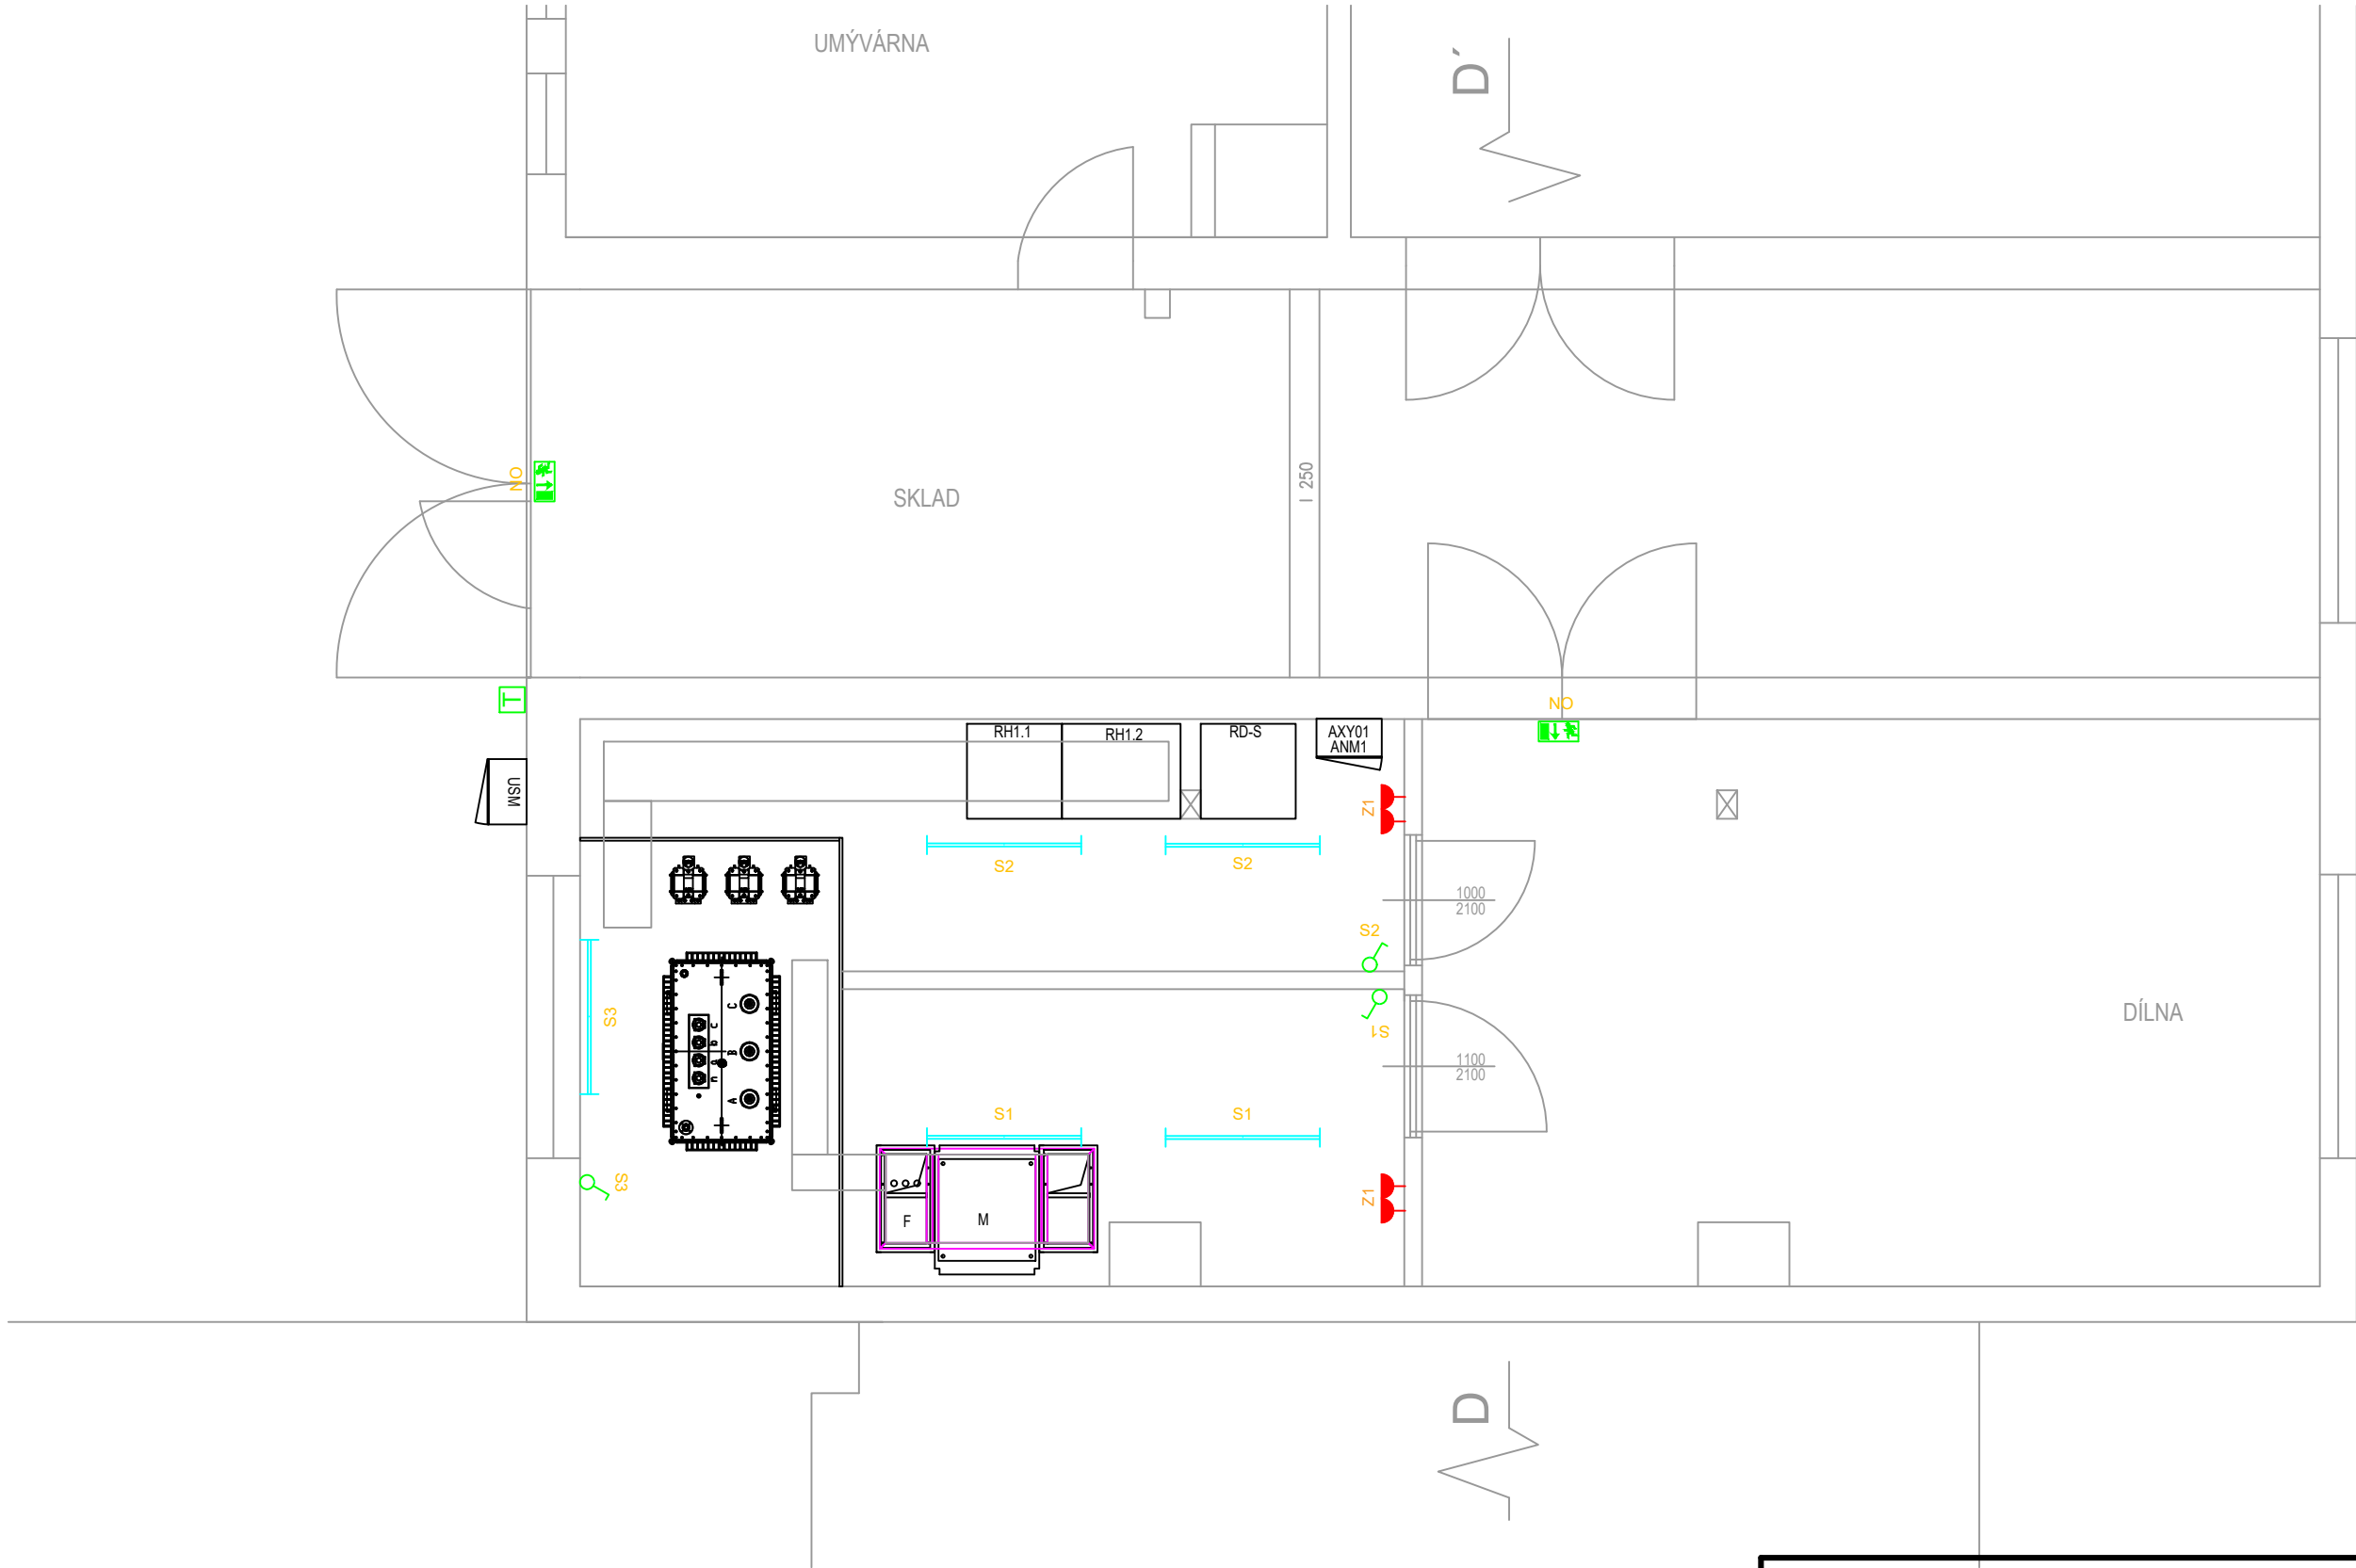 UMÝVÁRNA
D´
NO
SKLAD
I 250
T
NO
RH1.1
RH1.2
RD-S
AXY01
ANM1
USM
Z1
S2
S2
1000
2100
S2
S3
C
B
A
c
b
a
n
S1
DÍLNA
1100
2100
S1
S1
S3
Z1
F
M
D